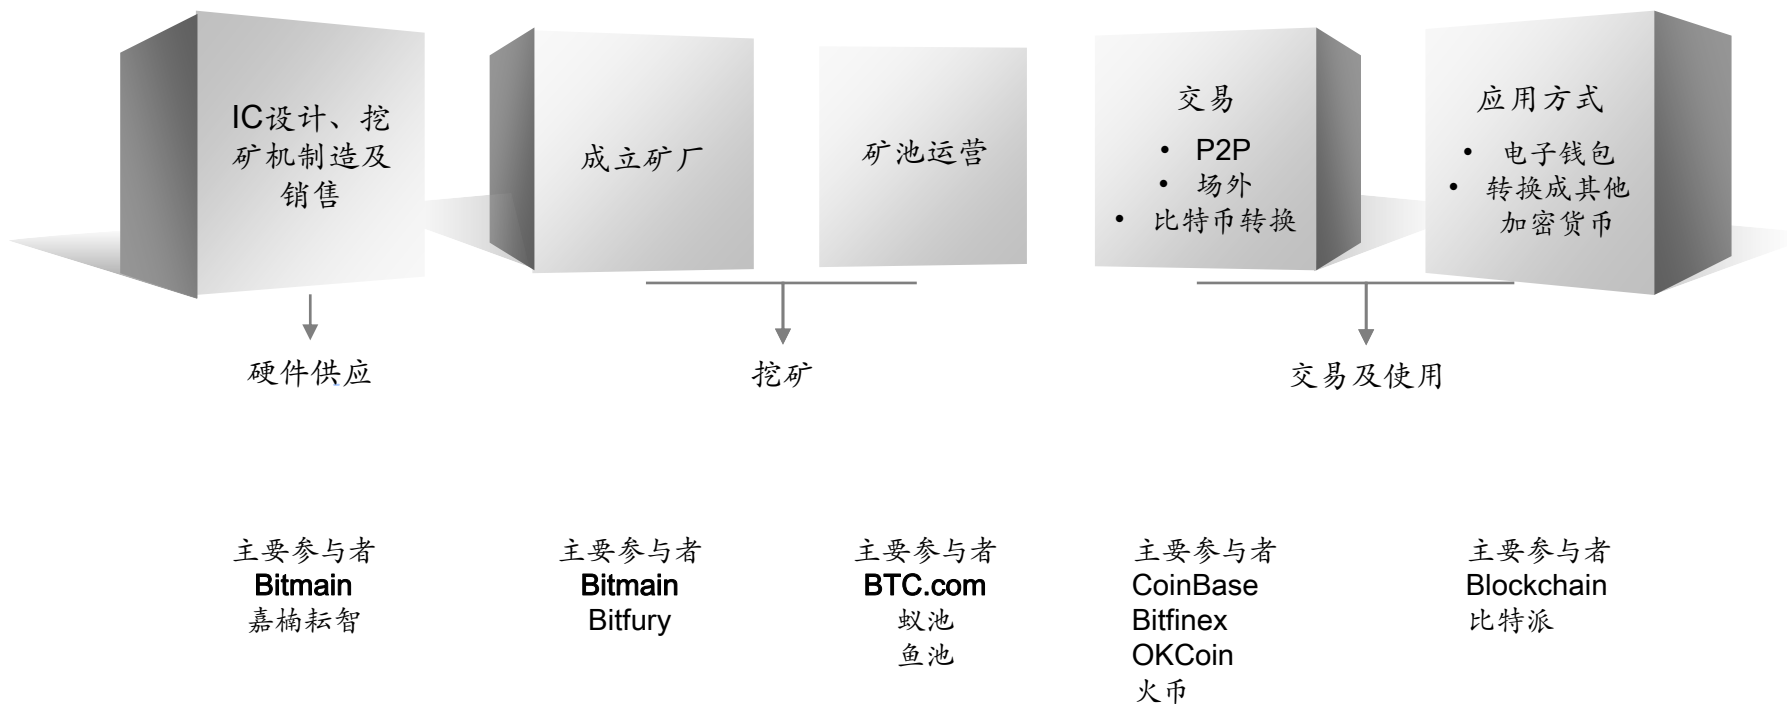 IC设计、挖
矿机制造及
销售
成立矿厂
矿池运营
交易
• P2P
• 场外
• 比特币转换
应用方式
• 电子钱包
• 转换成其他
加密货币
硬件供应
挖矿
交易及使用
主要参与者
Bitmain
嘉楠耘智
主要参与者
Bitmain
Bitfury
主要参与者
BTC.com
蚁池
鱼池
主要参与者
CoinBase
Bitfinex
OKCoin
火币
主要参与者
Blockchain
比特派